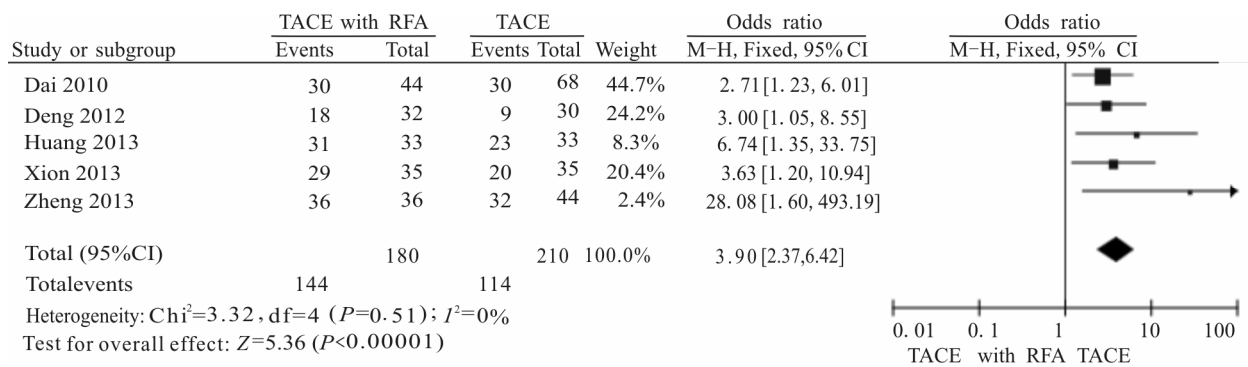 TACE with RFA TACE Odds ratio Odds ratio
Study or subgroup Events Total Events Total Weight M-H, Fixed, 95% CI M-H, Fixed, 95% CI
Dai 2010 30 44 30 68 44.7% 2.71[1.23, 6.01]
Deng 2012 18 32 9 30 24.2% 3.00[1.05, 8.55]
Huang 2013 31 33 23 33 8.3% 6.74[1.35, 33.75]
Xion 2013 29 35 20 35 20.4% 3.63[1.20, 10.94]
Zheng 2013 36 36 32 44 2.4% 28.08[1.60, 493.19]
Total (95%CI) 180 210 100.0% 3.90[2.37,6.42]
Totalevents 144 114
Heterogeneity: Chi²=3.32, df=4 (P=0.51); I²=0%
Test for overall effect: Z=5.36 (P<0.00001)
0.01 0.1 1 10 100
TACE with RFA TACE